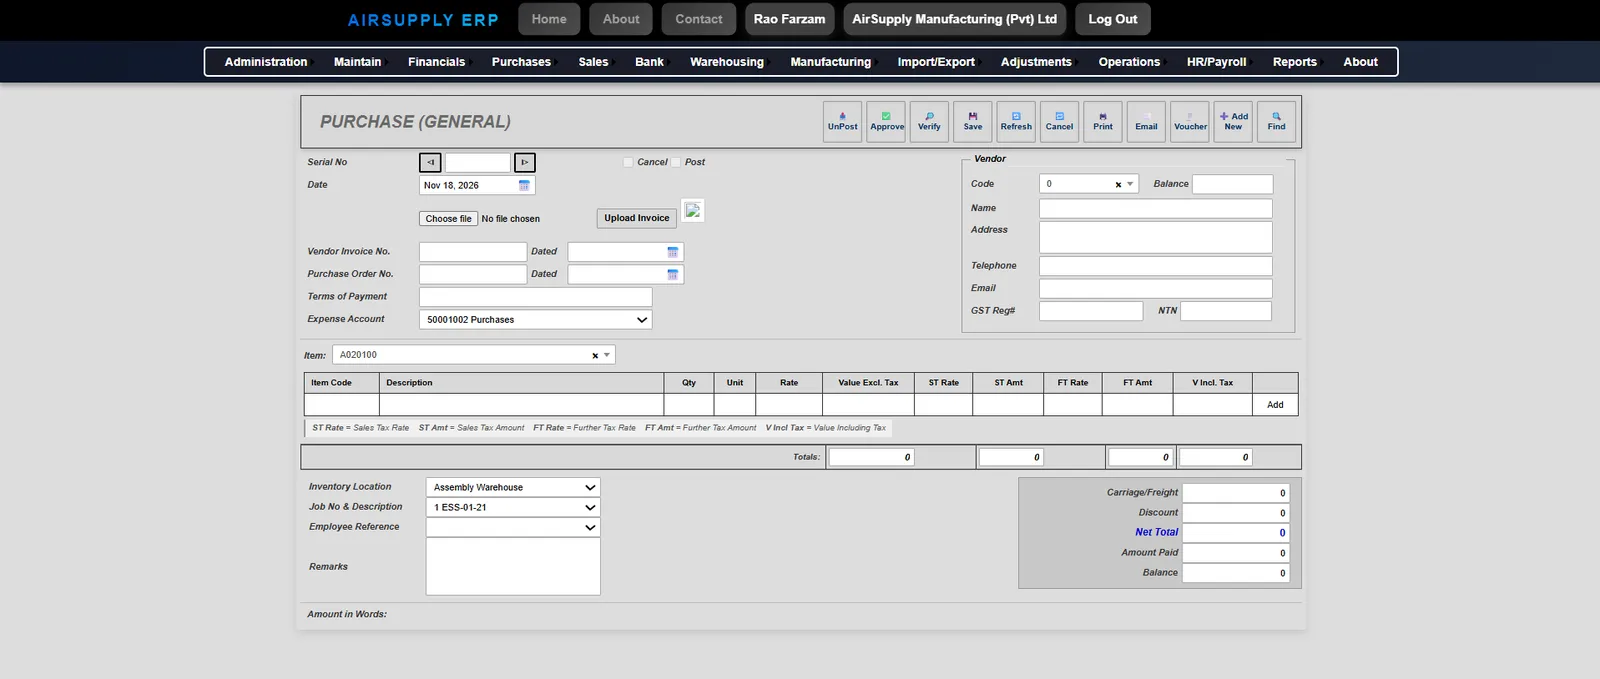 AIRSUPPLY ERP Home About Contact Rao Farzam AirSupply Manufacturing (Pvt) Ltd Log Out
Administration Maintain Financials Purchases Sales Bank Warehousing Manufacturing Import/Export Adjustments Operations HR/Payroll Reports About
PURCHASE (GENERAL)
UnPost Approve Verify Save Refresh Cancel Print Email Voucher Add New Find
Serial No Cancel Post
Date Nov 18, 2026
Choose file No file chosen Upload Invoice
Vendor Invoice No. Dated
Purchase Order No. Dated
Terms of Payment
Expense Account 50001002 Purchases
Vendor
Code 0 x Balance
Name
Address
Telephone
Email
GST Reg# NTN
Item: A020100 x
Item Code Description Qty Unit Rate Value Excl. Tax ST Rate ST Amt FT Rate FT Amt V Incl. Tax
Add
ST Rate = Sales Tax Rate ST Amt = Sales Tax Amount FT Rate = Further Tax Rate FT Amt = Further Tax Amount V Incl Tax = Value Including Tax
Totals: 0 0 0 0
Inventory Location Assembly Warehouse
Job No & Description 1 ESS-01-21
Employee Reference
Remarks
Carriage/Freight 0
Discount 0
Net Total 0
Amount Paid 0
Balance 0
Amount in Words: